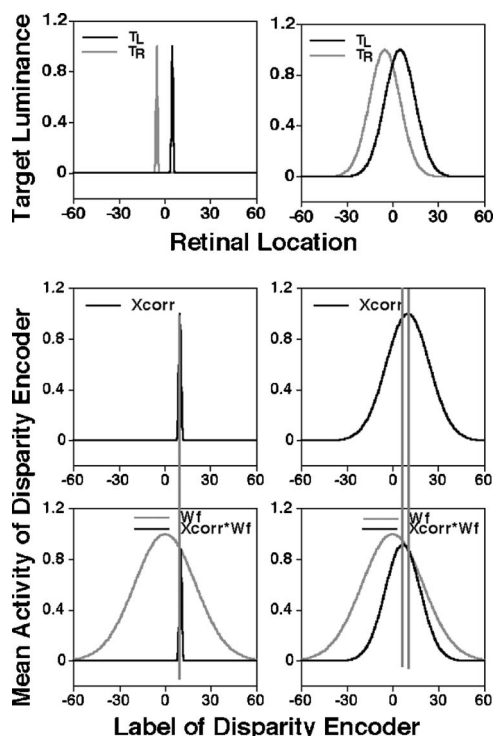 Target Luminance
1.2
0.8
0.4
0
T_L
T_R
-60 -30 0 30 60
1.2
0.8
0.4
0
T_L
T_R
-60 -30 0 30 60
Retinal Location
Mean Activity of Disparity Encoder
1.2
0.8
0.4
0
Xcorr
-60 -30 0 30 60
1.2
0.8
0.4
0
Xcorr
-60 -30 0 30 60
1.2
0.8
0.4
0
Wf
Xcorr*Wf
-60 -30 0 30 60
1.2
0.8
0.4
0
Wf
Xcorr*Wf
-60 -30 0 30 60
Label of Disparity Encoder